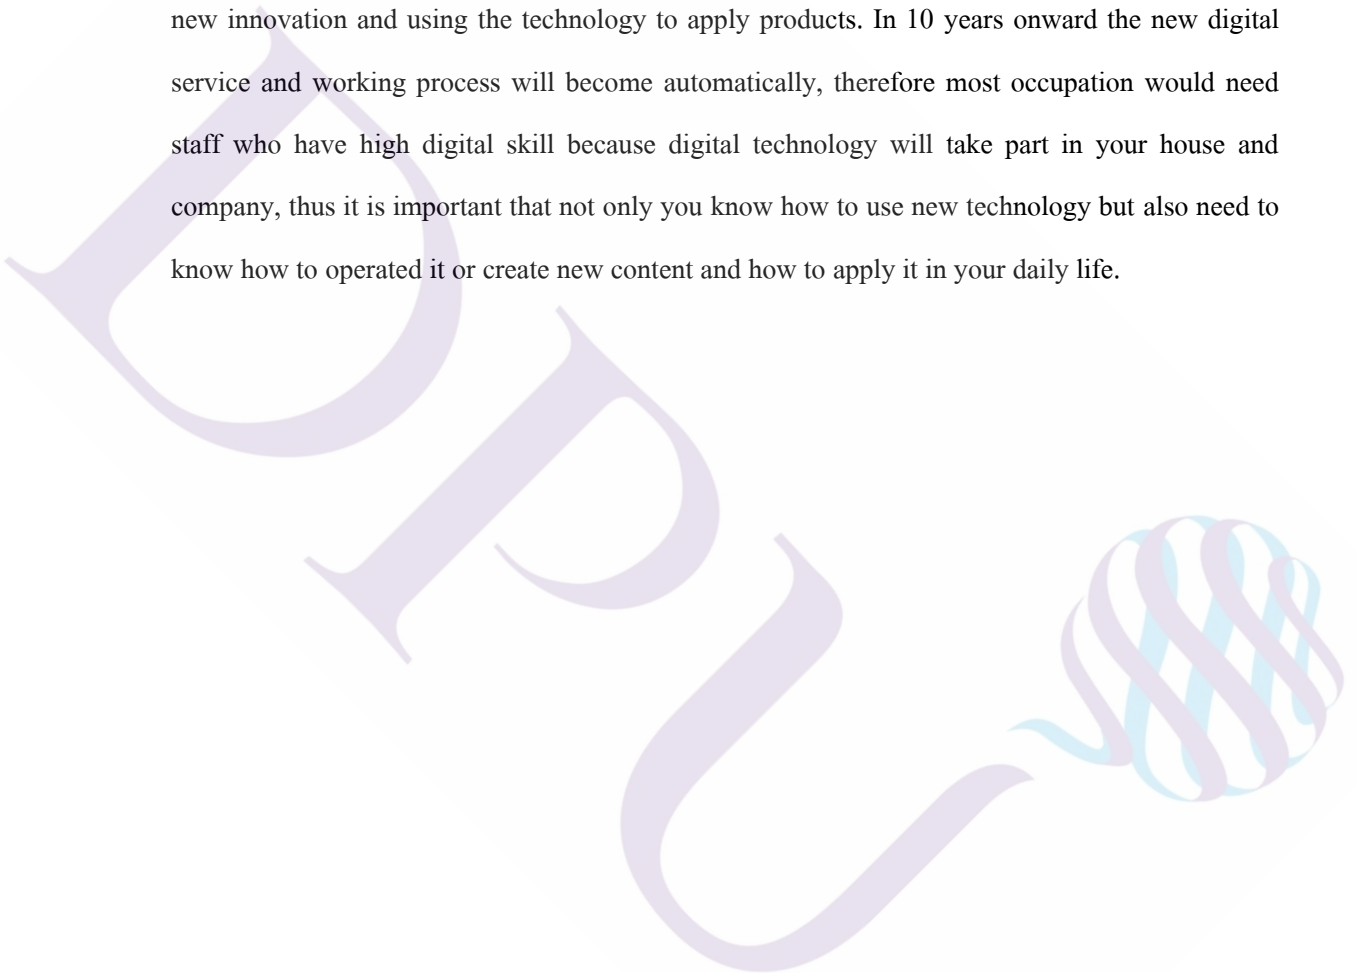 new innovation and using the technology to apply products. In 10 years onward the new digital
service and working process will become automatically, therefore most occupation would need
staff who have high digital skill because digital technology will take part in your house and
company, thus it is important that not only you know how to use new technology but also need to
know how to operated it or create new content and how to apply it in your daily life.
DPU